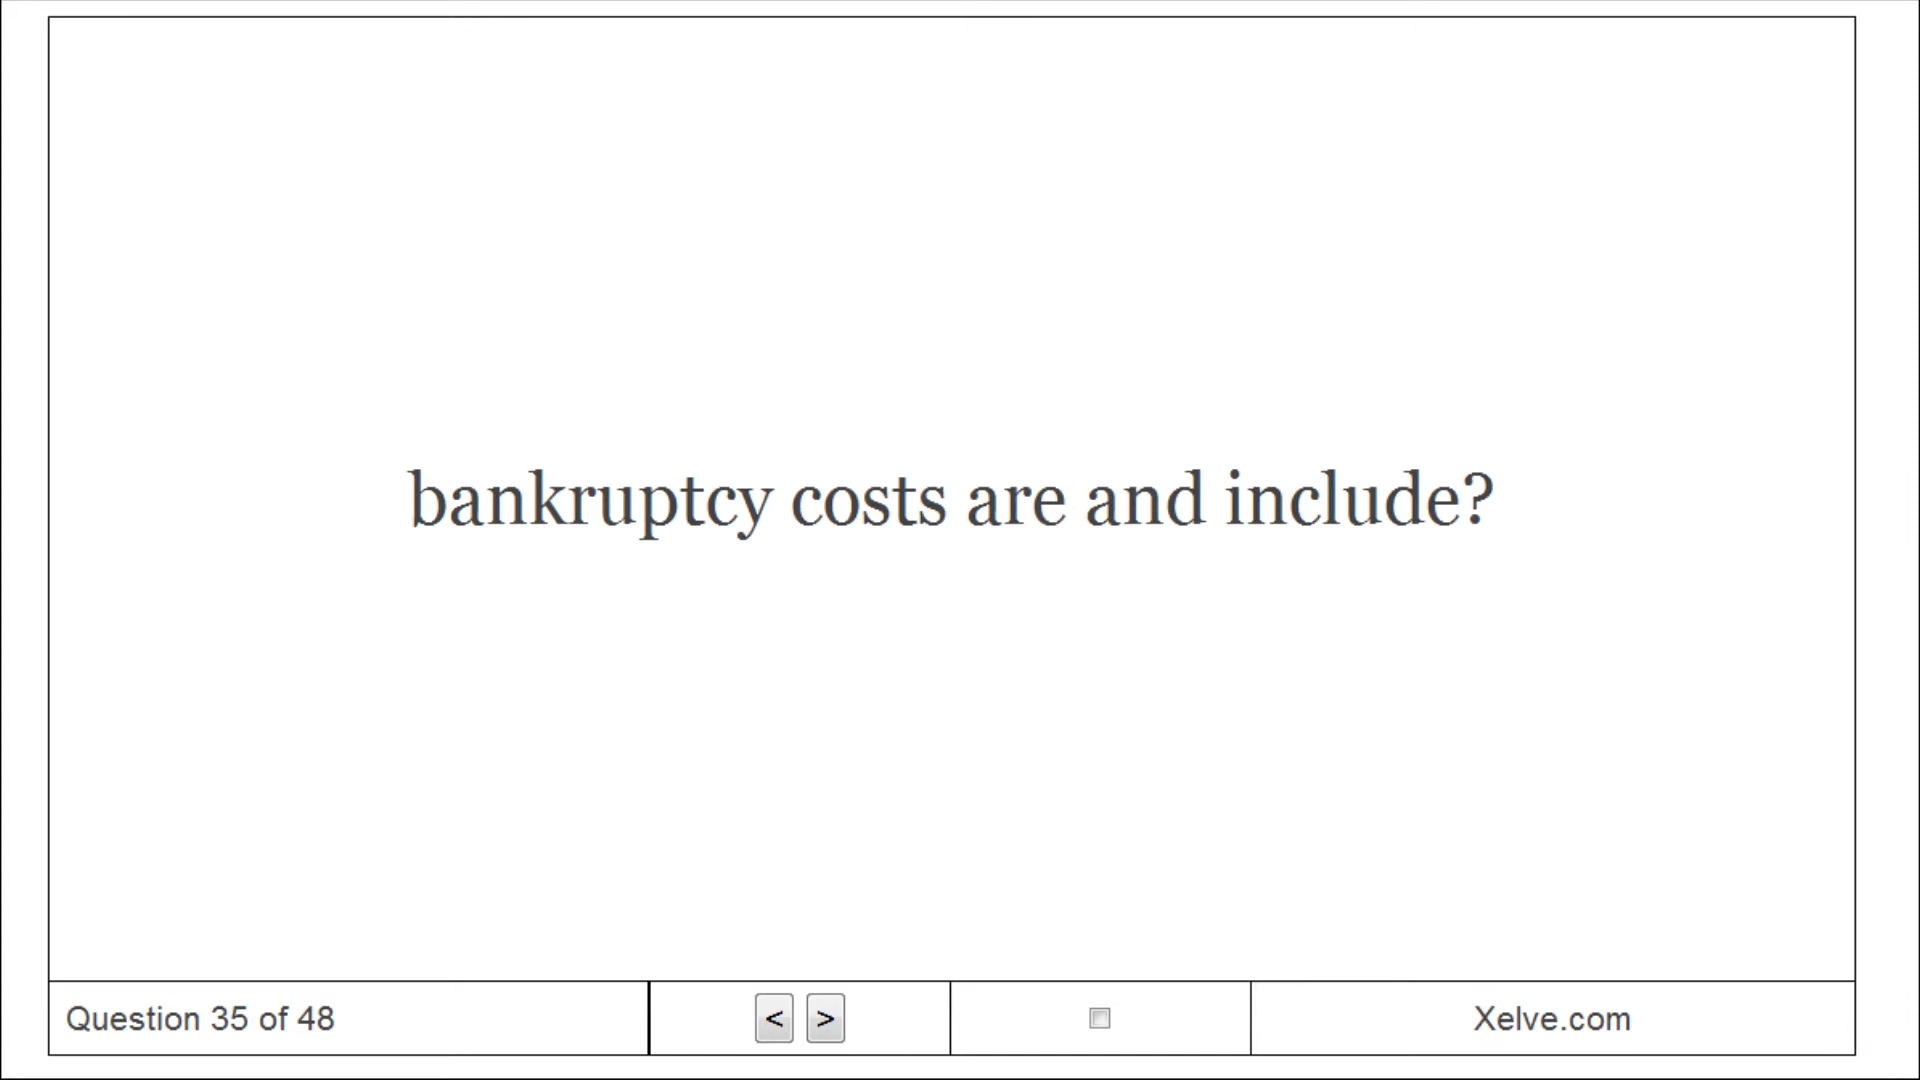 bankruptcy costs are and include?
Question 35 of 48
< >
Xelve.com